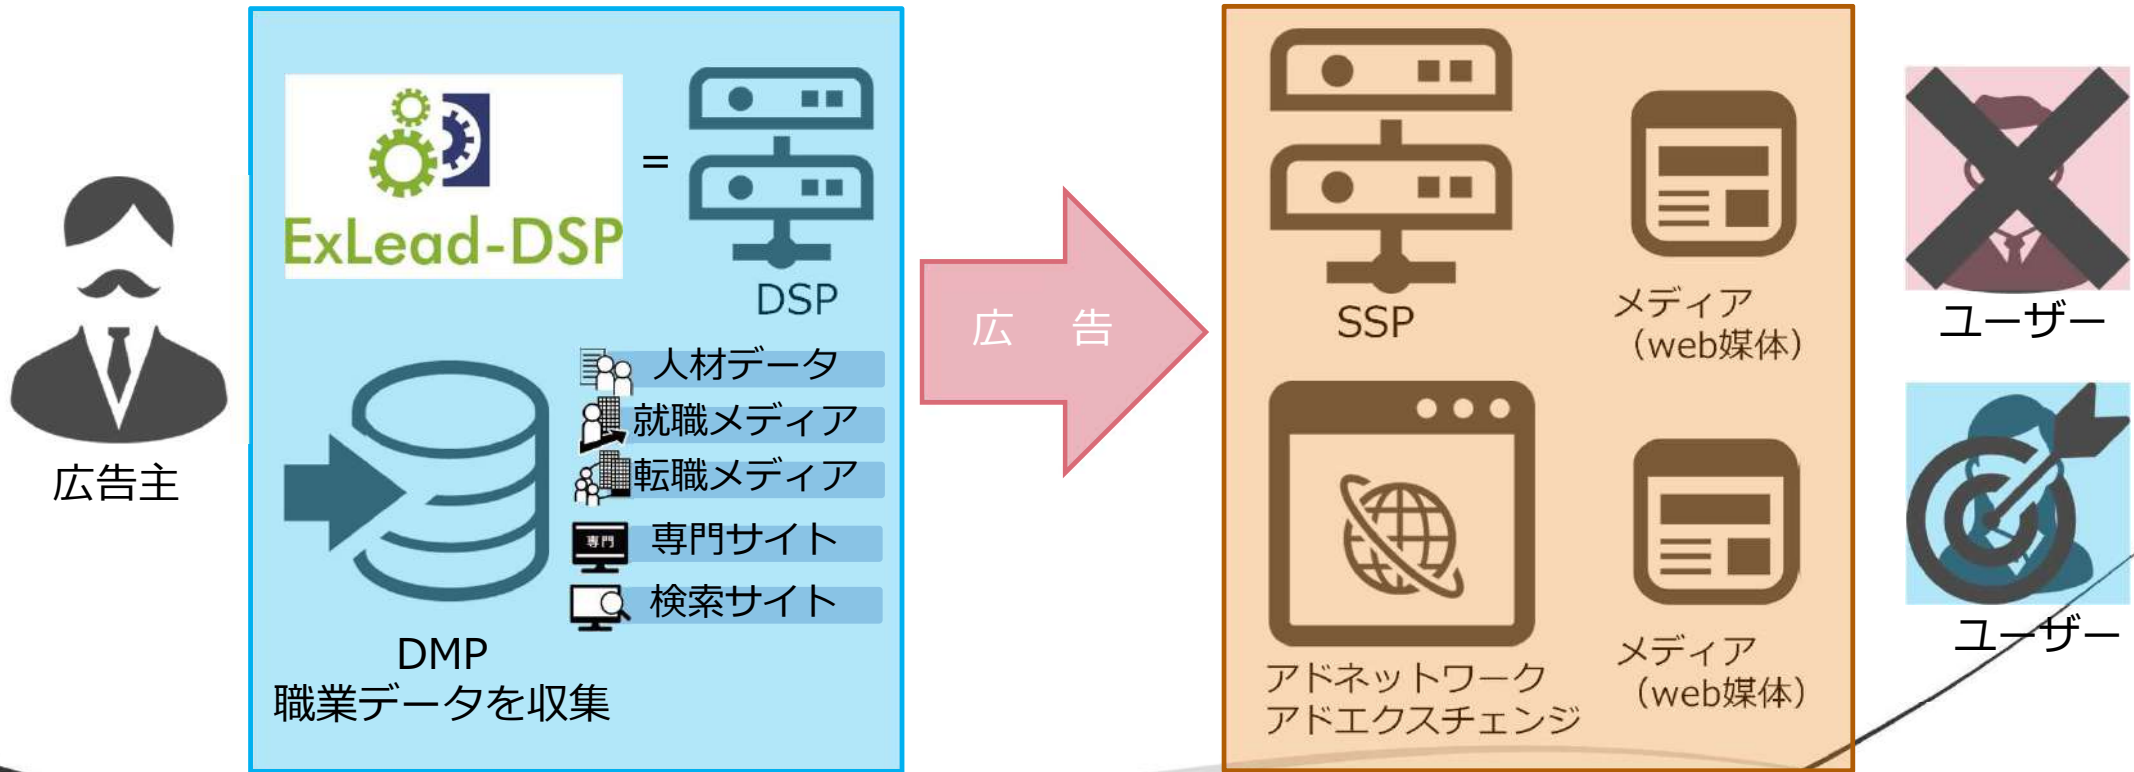 広告主
ExLead-DSP
=
DSP
人材データ
就職メディア
転職メディア
専門
専門サイト
検索サイト
DMP
職業データを収集
広 告
SSP
メディア
（web媒体）
アドネットワーク
アドエクスチェンジ
メディア
（web媒体）
ユーザー
ユーザー